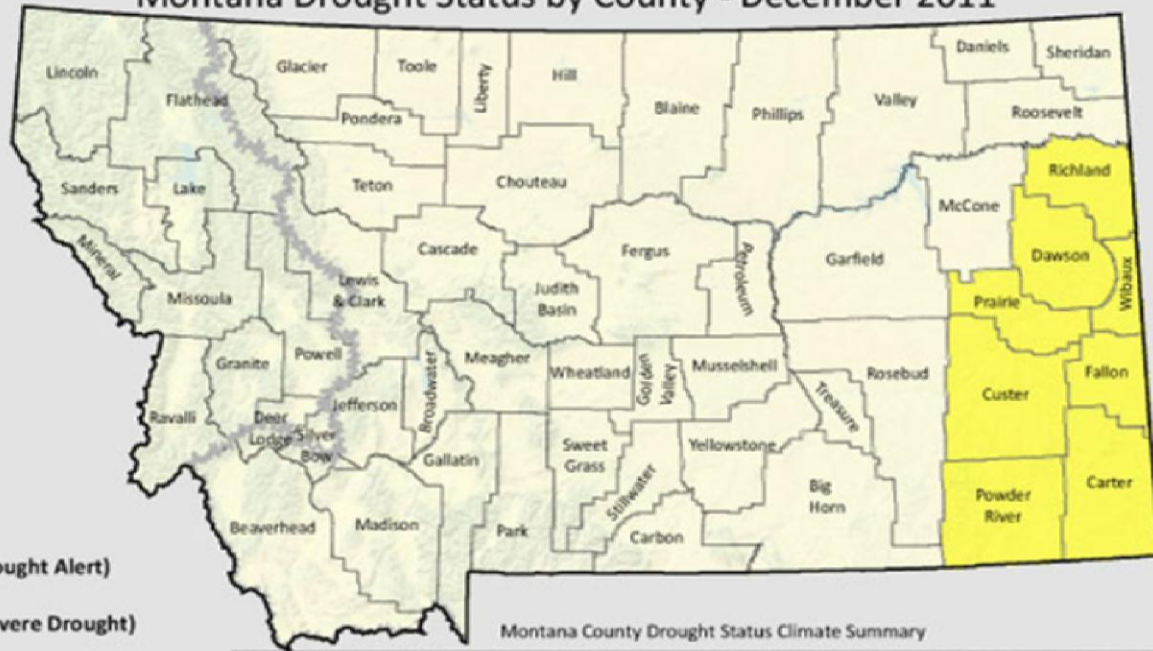 Montana Drought Status by County - December 2011
Lincoln
Flathead
Glacier
Toole
Liberty
Hill
Blaine
Phillips
Valley
Daniels
Sheridan
Roosevelt
Pondera
Sanders
Lake
Teton
Chouteau
McCone
Richland
Mineral
Missoula
Lewis
& Clark
Cascade
Judith
Basin
Fergus
Petroleum
Garfield
Dawson
Wibaux
Prairie
Granite
Powell
Meagher
Broadwater
Wheatland
Golden
Valley
Musselshell
Treasure
Rosebud
Custer
Fallon
Ravalli
Deer
Lodge
Silver
Bow
Jefferson
Gallatin
Sweet
Grass
Stillwater
Yellowstone
Big
Horn
Powder
River
Carter
Beaverhead
Madison
Park
Carbon
ought Alert)
vere Drought)
Montana County Drought Status Climate Summary